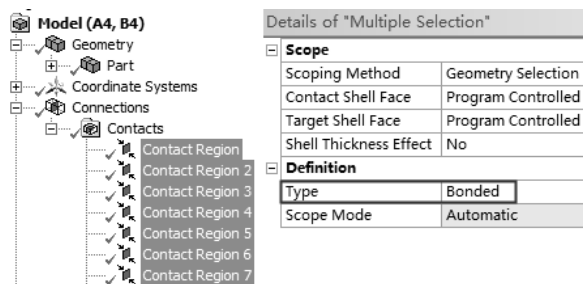 Model (A4, B4)
Geometry
Part
Coordinate Systems
Connections
Contacts
Contact Region
Contact Region 2
Contact Region 3
Contact Region 4
Contact Region 5
Contact Region 6
Contact Region 7
Details of "Multiple Selection"
Scope
Scoping Method Geometry Selection
Contact Shell Face Program Controlled
Target Shell Face Program Controlled
Shell Thickness Effect No
Definition
Type Bonded
Scope Mode Automatic